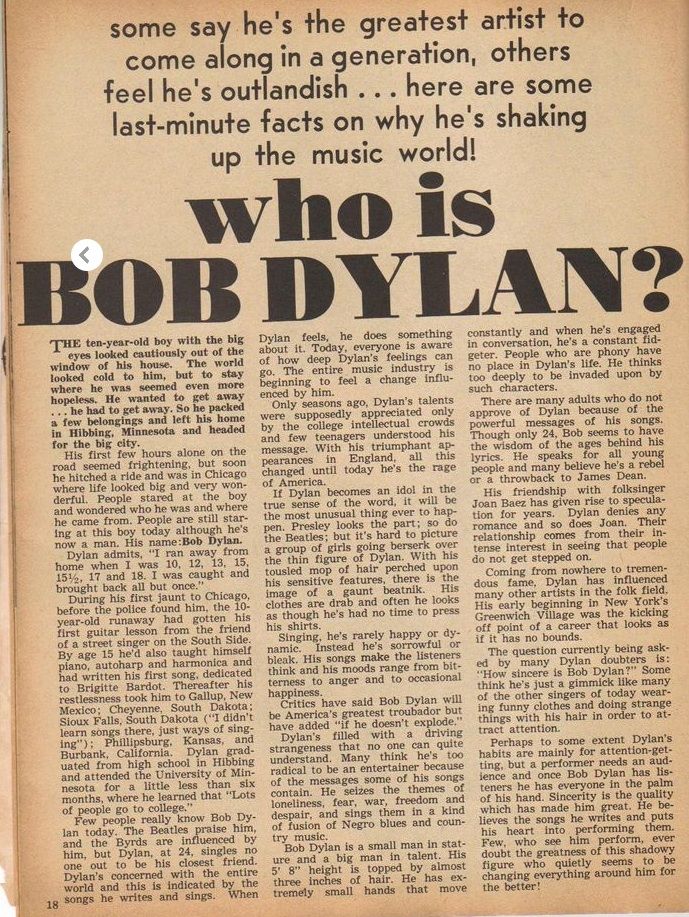 some say he's the greatest artist to
come along in a generation, others
feel he's outlandish . . . here are some
last-minute facts on why he's shaking
up the music world!
who is
BOB DYLAN?
THE ten-year-old boy with the big
eyes looked cautiously out of the
window of his house. The world
looked cold to him, but to stay
where he was seemed even more
hopeless. He wanted to get away
. . . he had to get away. So he packed
a few belongings and left his home
in Hibbing, Minnesota and headed
for the big city.
His first few hours alone on the
road seemed frightening, but soon
he hitched a ride and was in Chicago
where life looked big and very won-
derful. People stared at the boy
and wondered who he was and where
he came from. People are still star-
ing at this boy today although he's
now a man. His name: Bob Dylan.
Dylan admits, "I ran away from
home when I was 10, 12, 13, 15,
15½, 17 and 18. I was caught and
brought back all but once."
During his first jaunt to Chicago,
before the police found him, the 10-
year-old runaway had gotten his
first guitar lesson from the friend
of a street singer on the South Side.
By age 15 he'd also taught himself
piano, autoharp and harmonica and
had written his first song, dedicated
to Brigitte Bardot. Thereafter his
restlessness took him to Gallup, New
Mexico; Cheyenne, South Dakota;
Sioux Falls, South Dakota ("I didn't
learn songs there, just ways of sing-
ing"); Phillipsburg, Kansas, and
Burbank, California. Dylan grad-
uated from high school in Hibbing
and attended the University of Min-
nesota for a little less than six
months, where he learned that "Lots
of people go to college."
Few people really know Bob Dy-
lan today. The Beatles praise him,
and the Byrds are influenced by
him, but Dylan, at 24, singles no
one out to be his closest friend.
Dylan's concerned with the entire
world and this is indicated by the
songs he writes and sings. When
Dylan feels, he does something
about it. Today, everyone is aware
of how deep Dylan's feelings can
go. The entire music industry is
beginning to feel a change influ-
enced by him.
Only seasons ago, Dylan's talents
were supposedly appreciated only
by the college intellectual crowds
and few teenagers understood his
message. With his triumphant ap-
pearances in England, all this
changed until today he's the rage
of America.
If Dylan becomes an idol in the
true sense of the word, it will be
the most unusual thing ever to hap-
pen. Presley looks the part; so do
the Beatles; but it's hard to picture
a group of girls going berserk over
the thin figure of Dylan. With his
tousled mop of hair perched upon
his sensitive features, there is the
image of a gaunt beatnik. His
clothes are drab and often he looks
as though he's had no time to press
his shirts.
Singing, he's rarely happy or dy-
namic. Instead he's sorrowful or
bleak. His songs make the listeners
think and his moods range from bit-
terness to anger and to occasional
happiness.
Critics have said Bob Dylan will
be America's greatest troubador but
have added "if he doesn't explode."
Dylan's filled with a driving
strangeness that no one can quite
understand. Many think he's too
radical to be an entertainer because
of the messages some of his songs
contain. He seizes the themes of
loneliness, fear, war, freedom and
despair, and sings them in a kind
of fusion of Negro blues and coun-
try music.
Bob Dylan is a small man in stat-
ure and a big man in talent. His
5' 8" height is topped by almost
three inches of hair. He has ex-
tremely small hands that move
constantly and when he's engaged
in conversation, he's a constant fid-
geter. People who are phony have
no place in Dylan's life. He thinks
too deeply to be invaded upon by
such characters.
There are many adults who do not
approve of Dylan because of the
powerful messages of his songs.
Though only 24, Bob seems to have
the wisdom of the ages behind his
lyrics. He speaks for all young
people and many believe he's a rebel
or a throwback to James Dean.
His friendship with folksinger
Joan Baez has given rise to specula-
tion for years. Dylan denies any
romance and so does Joan. Their
relationship comes from their in-
tense interest in seeing that people
do not get stepped on.
Coming from nowhere to tremen-
dous fame, Dylan has influenced
many other artists in the folk field.
His early beginning in New York's
Greenwich Village was the kicking
off point of a career that looks as
if it has no bounds.
The question currently being ask-
ed by many Dylan doubters is:
"How sincere is Bob Dylan?" Some
think he's just a gimmick like many
of the other singers of today wear-
ing funny clothes and doing strange
things with his hair in order to at-
tract attention.
Perhaps to some extent Dylan's
habits are mainly for attention-get-
ting, but a performer needs an aud-
ience and once Bob Dylan has lis-
teners he has everyone in the palm
of his hand. Sincerity is the quality
which has made him great. He be-
lieves the songs he writes and puts
his heart into performing them.
Few, who see him perform, ever
doubt the greatness of this shadowy
figure who quietly seems to be
changing everything around him for
the better!
18